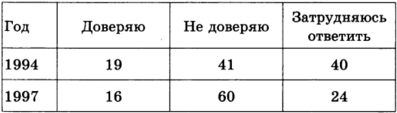 Год Доверяю Не доверяю Затрудняюсь
ответить
1994 19 41 40
1997 16 60 24